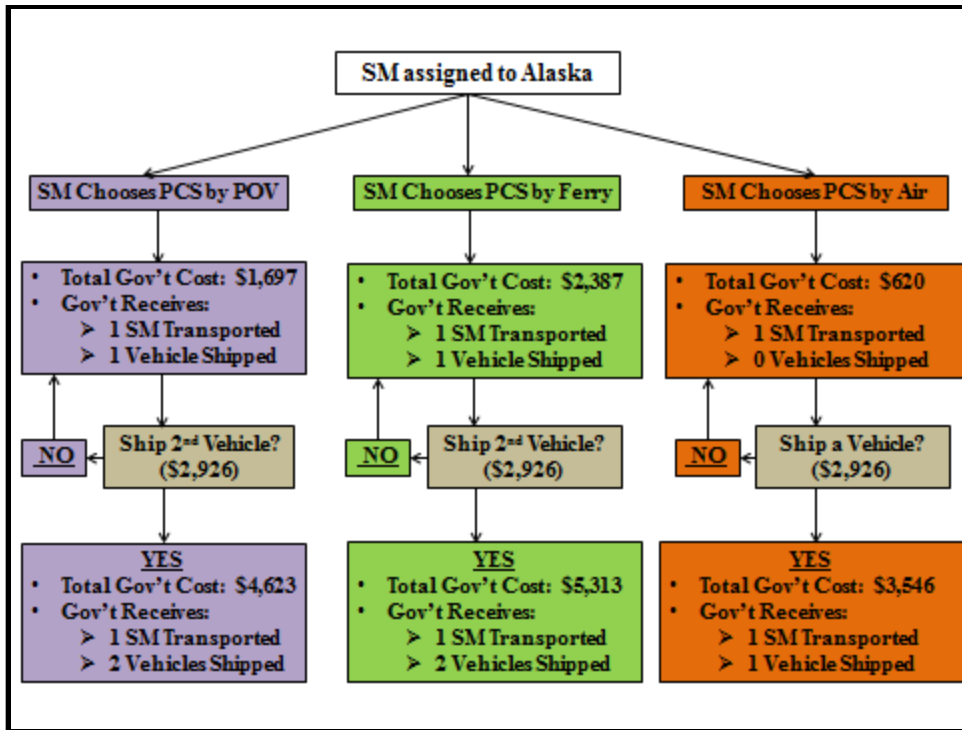 SM assigned to Alaska
SM Chooses PCS by POV
SM Chooses PCS by Ferry
SM Chooses PCS by Air
• Total Gov't Cost: $1,697
• Gov't Receives:
➢ 1 SM Transported
➢ 1 Vehicle Shipped
• Total Gov't Cost: $2,387
• Gov't Receives:
➢ 1 SM Transported
➢ 1 Vehicle Shipped
• Total Gov't Cost: $620
• Gov't Receives:
➢ 1 SM Transported
➢ 0 Vehicles Shipped
NO
Ship 2nd Vehicle?
($2,926)
NO
Ship 2nd Vehicle?
($2,926)
NO
Ship a Vehicle?
($2,926)
YES
• Total Gov't Cost: $4,623
• Gov't Receives:
➢ 1 SM Transported
➢ 2 Vehicles Shipped
YES
• Total Gov't Cost: $5,313
• Gov't Receives:
➢ 1 SM Transported
➢ 2 Vehicles Shipped
YES
• Total Gov't Cost: $3,546
• Gov't Receives:
➢ 1 SM Transported
➢ 1 Vehicle Shipped